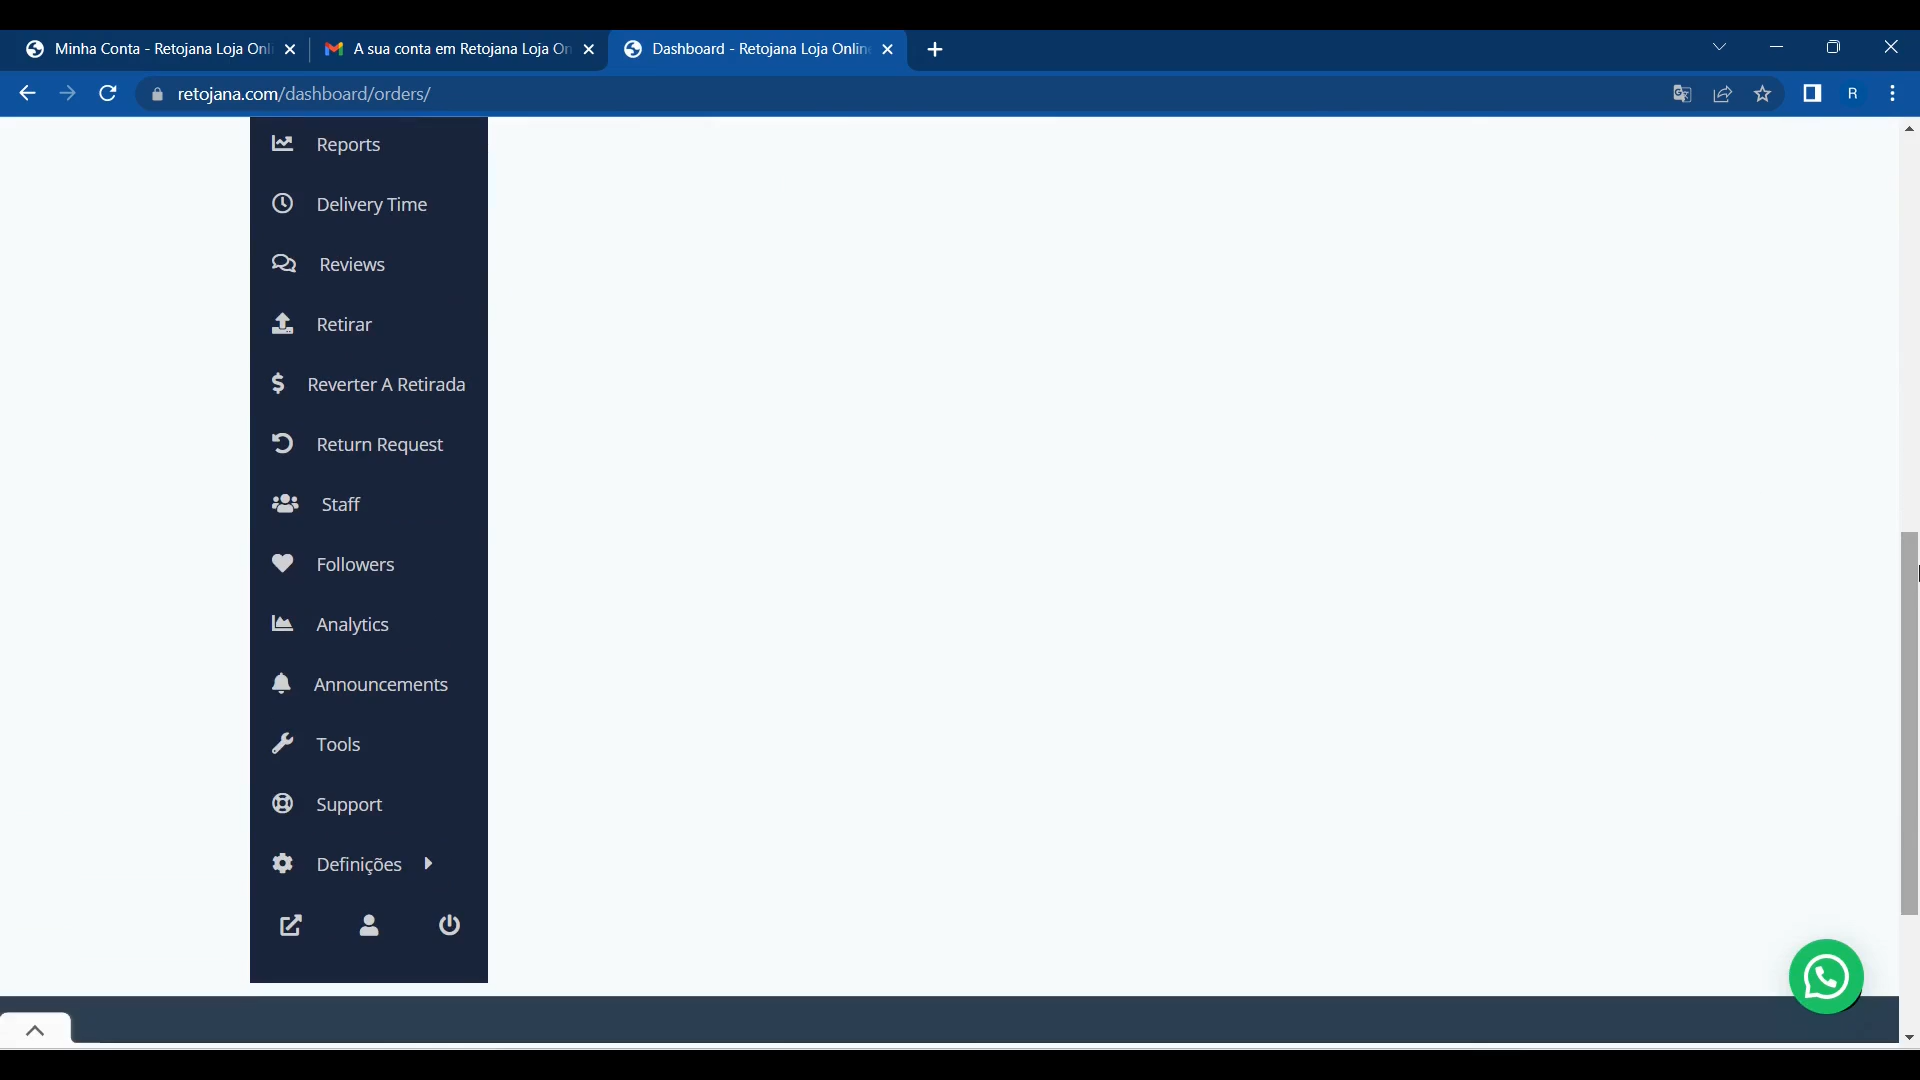 Minha Conta - Retojana Loja Onl
A sua conta em Retojana Loja On
Dashboard - Retojana Loja Online
retojana.com/dashboard/orders/
R
Reports
Delivery Time
Reviews
Retirar
Reverter A Retirada
Return Request
Staff
Followers
Analytics
Announcements
Tools
Support
Definições